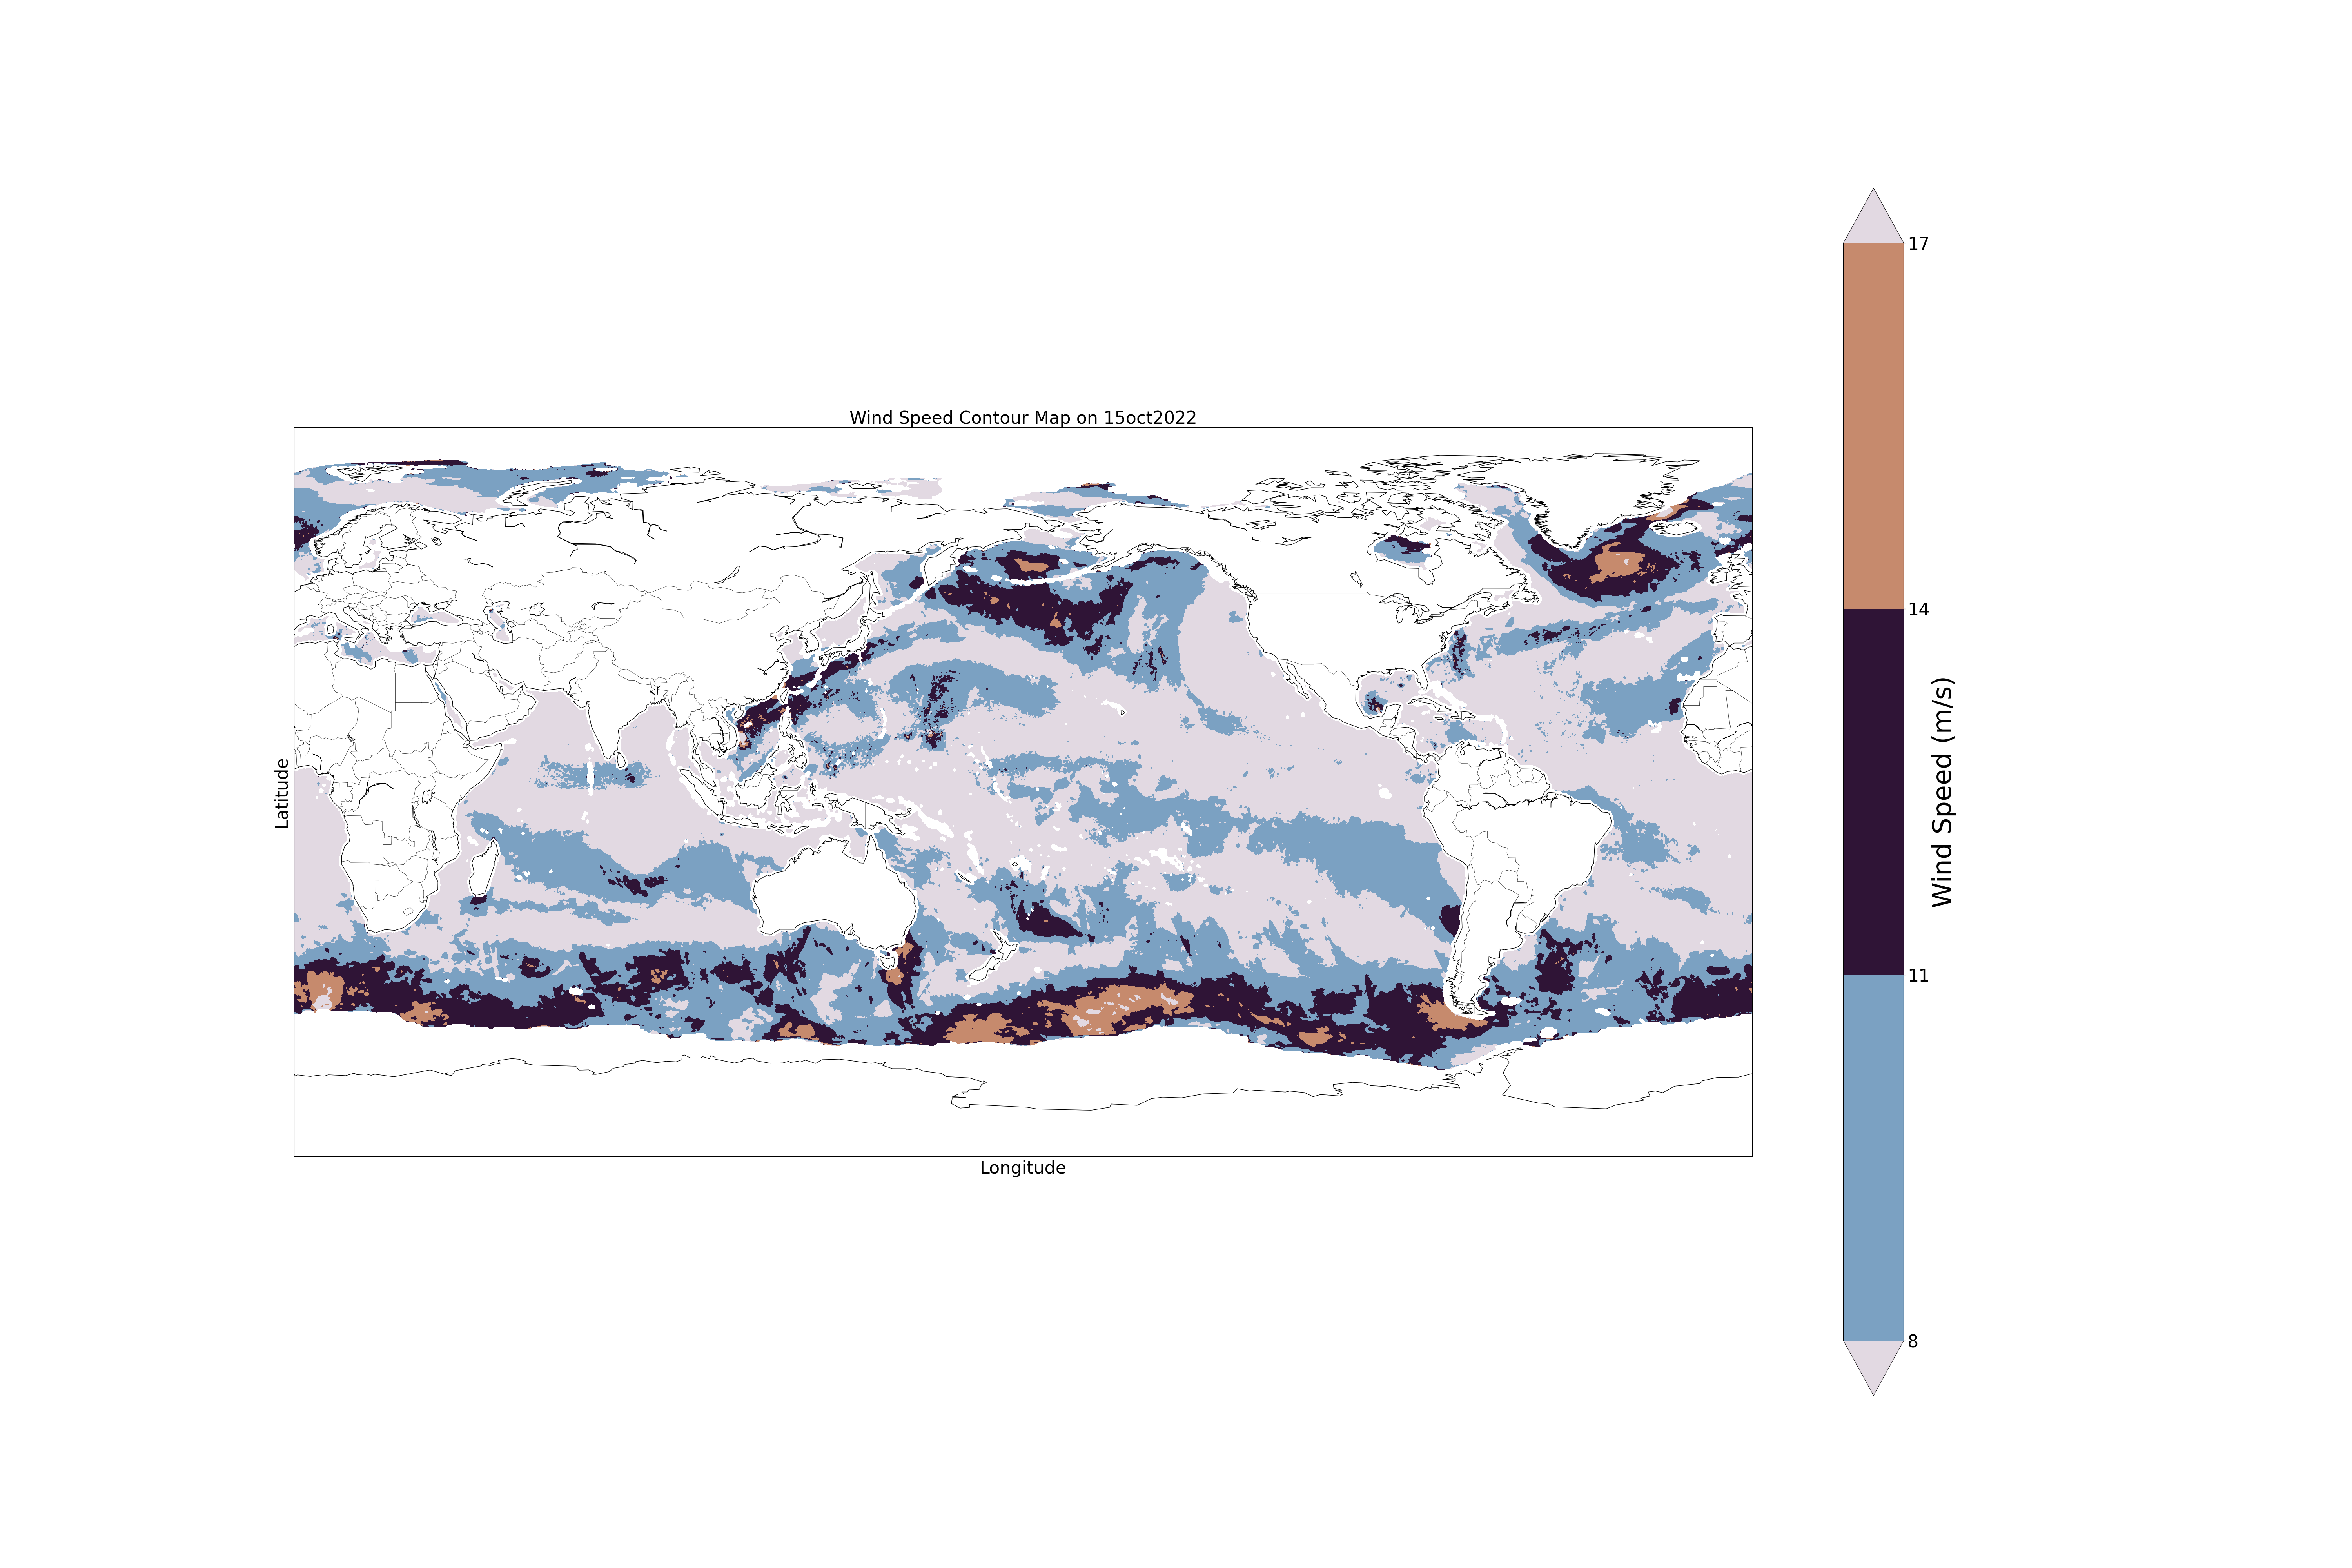 Wind Speed Contour Map on 15oct2022
Latitude
Longitude
17
14
11
8
Wind Speed (m/s)